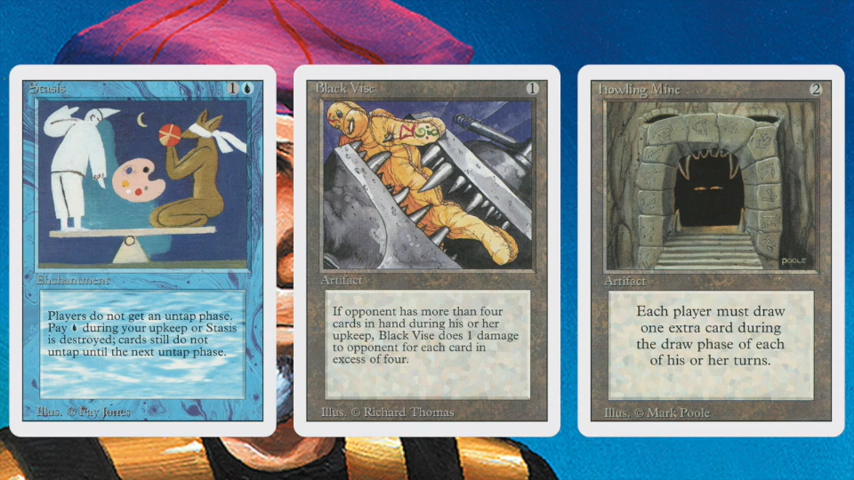 Stasis
1
Players do not get an untap phase.
Pay during your upkeep or Stasis
is destroyed; cards still do not
untap until the next untap phase.
Enchantment
Illus. © Fay Jones
Black Vise
1
Artifact
If opponent has more than four
cards in hand during his or her
upkeep, Black Vise does 1 damage
to opponent for each card in
excess of four.
Illus. © Richard Thomas
Howling Mine
2
POOLE
Artifact
Each player must draw
one extra card during
the draw phase of each
of his or her turns.
Illus. © Mark Poole